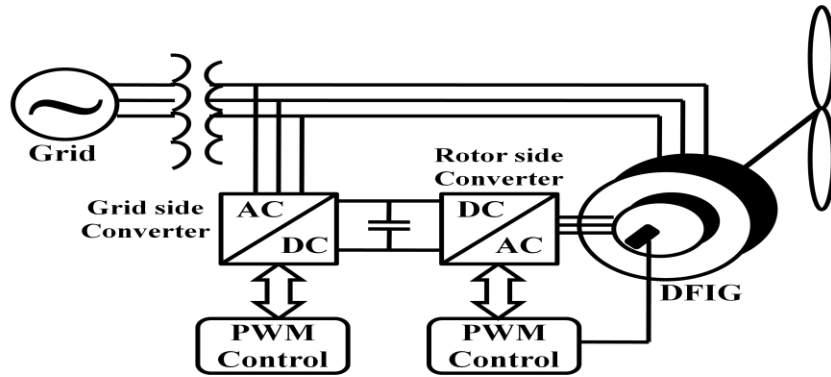 Grid
Grid side
Converter
AC
DC
Rotor side
Converter
DC
AC
DFIG
PWM
Control
PWM
Control